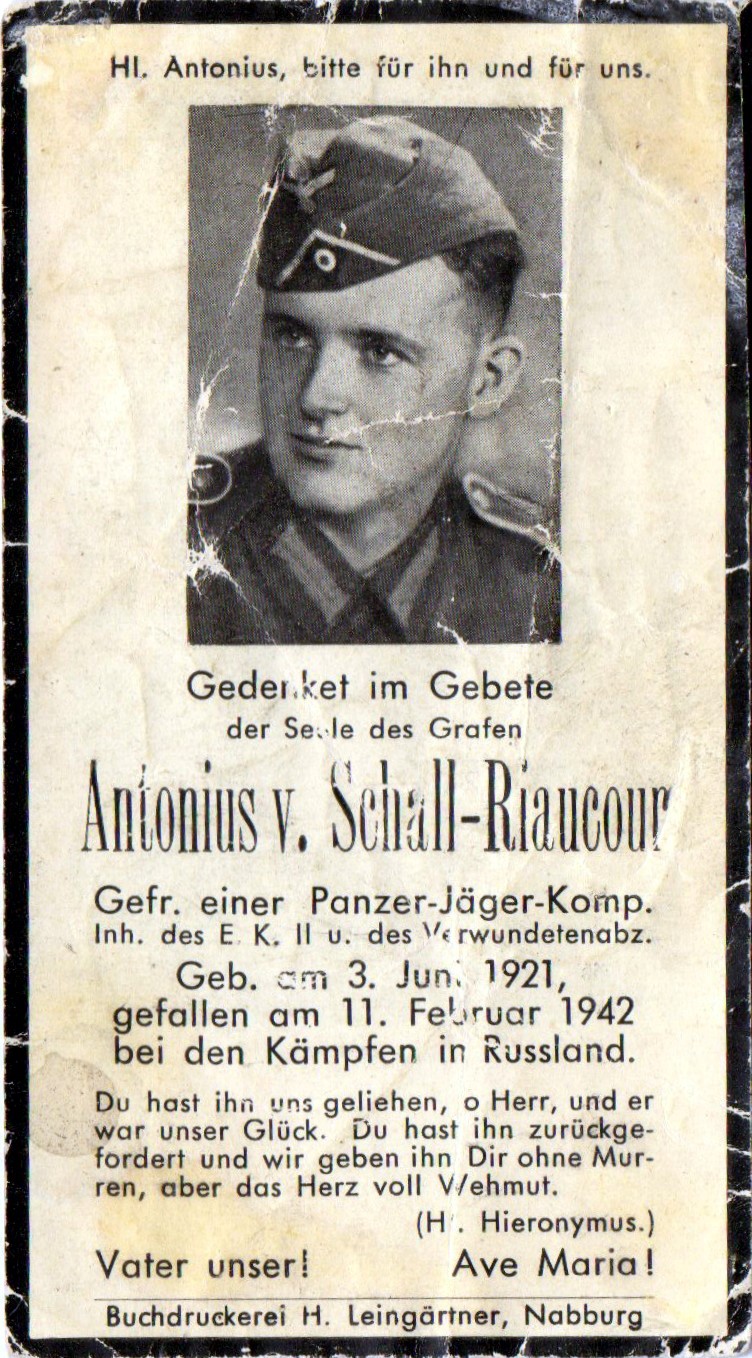 Hl. Antonius, bitte für ihn und für uns.
Gedenket im Gebete
der Seele des Grafen
Antonius v. Schall-Riaucour
Gefr. einer Panzer-Jäger-Komp.
Inh. des E. K. II u. des Verwundetenabz.
Geb. am 3. Juni 1921,
gefallen am 11. Februar 1942
bei den Kämpfen in Russland.
Du hast ihn uns geliehen, o Herr, und er
war unser Glück. Du hast ihn zurückge-
fordert und wir geben ihn Dir ohne Mur-
ren, aber das Herz voll Wehmut.
(Hl. Hieronymus.)
Vater unser! Ave Maria!
Buchdruckerei H. Leingärtner, Nabburg